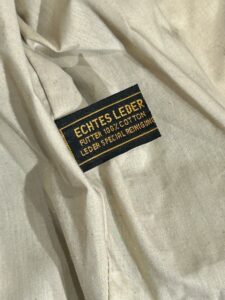 ECHTES LEDER
FUTTER 100% COTTON
LEDER SPECIAL REINIGUNG